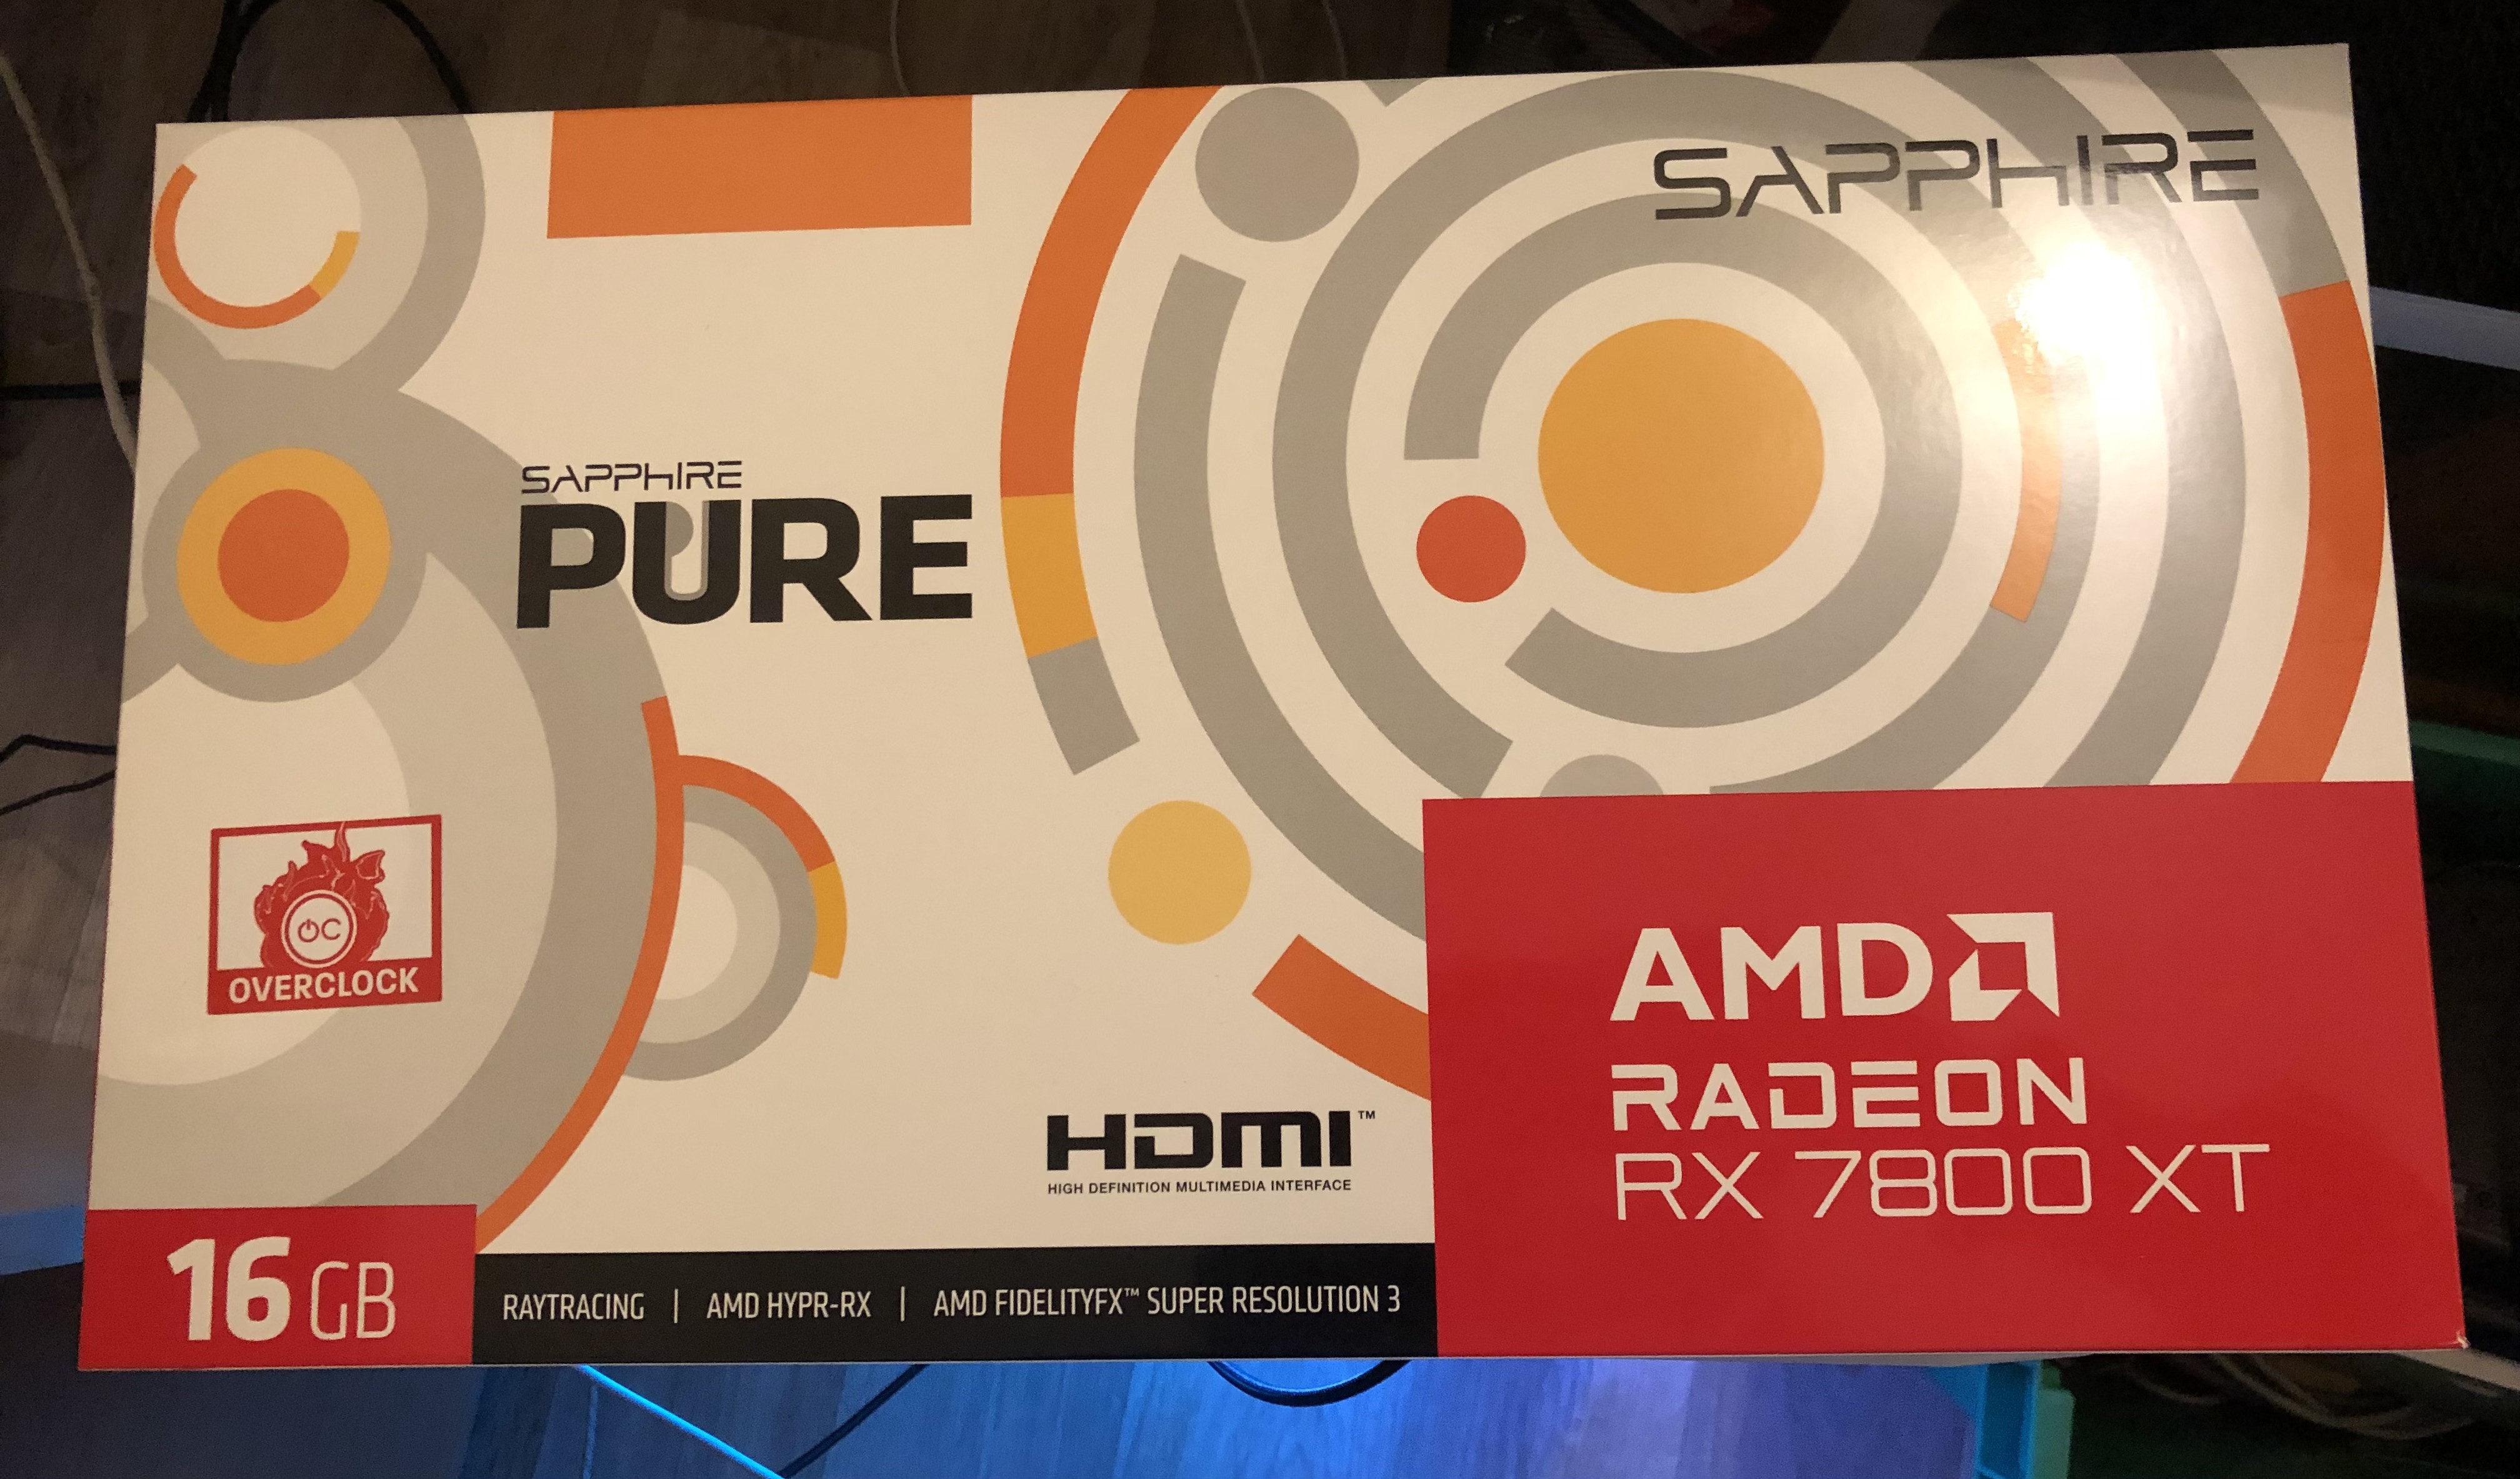 SAPPHIRE
SAPPHIRE
PURE
OC
OVERCLOCK
AMD
RADEON
RX 7800 XT
HDMI™
HIGH DEFINITION MULTIMEDIA INTERFACE
16 GB
RAYTRACING | AMD HYPR-RX | AMD FIDELITYFX™ SUPER RESOLUTION 3